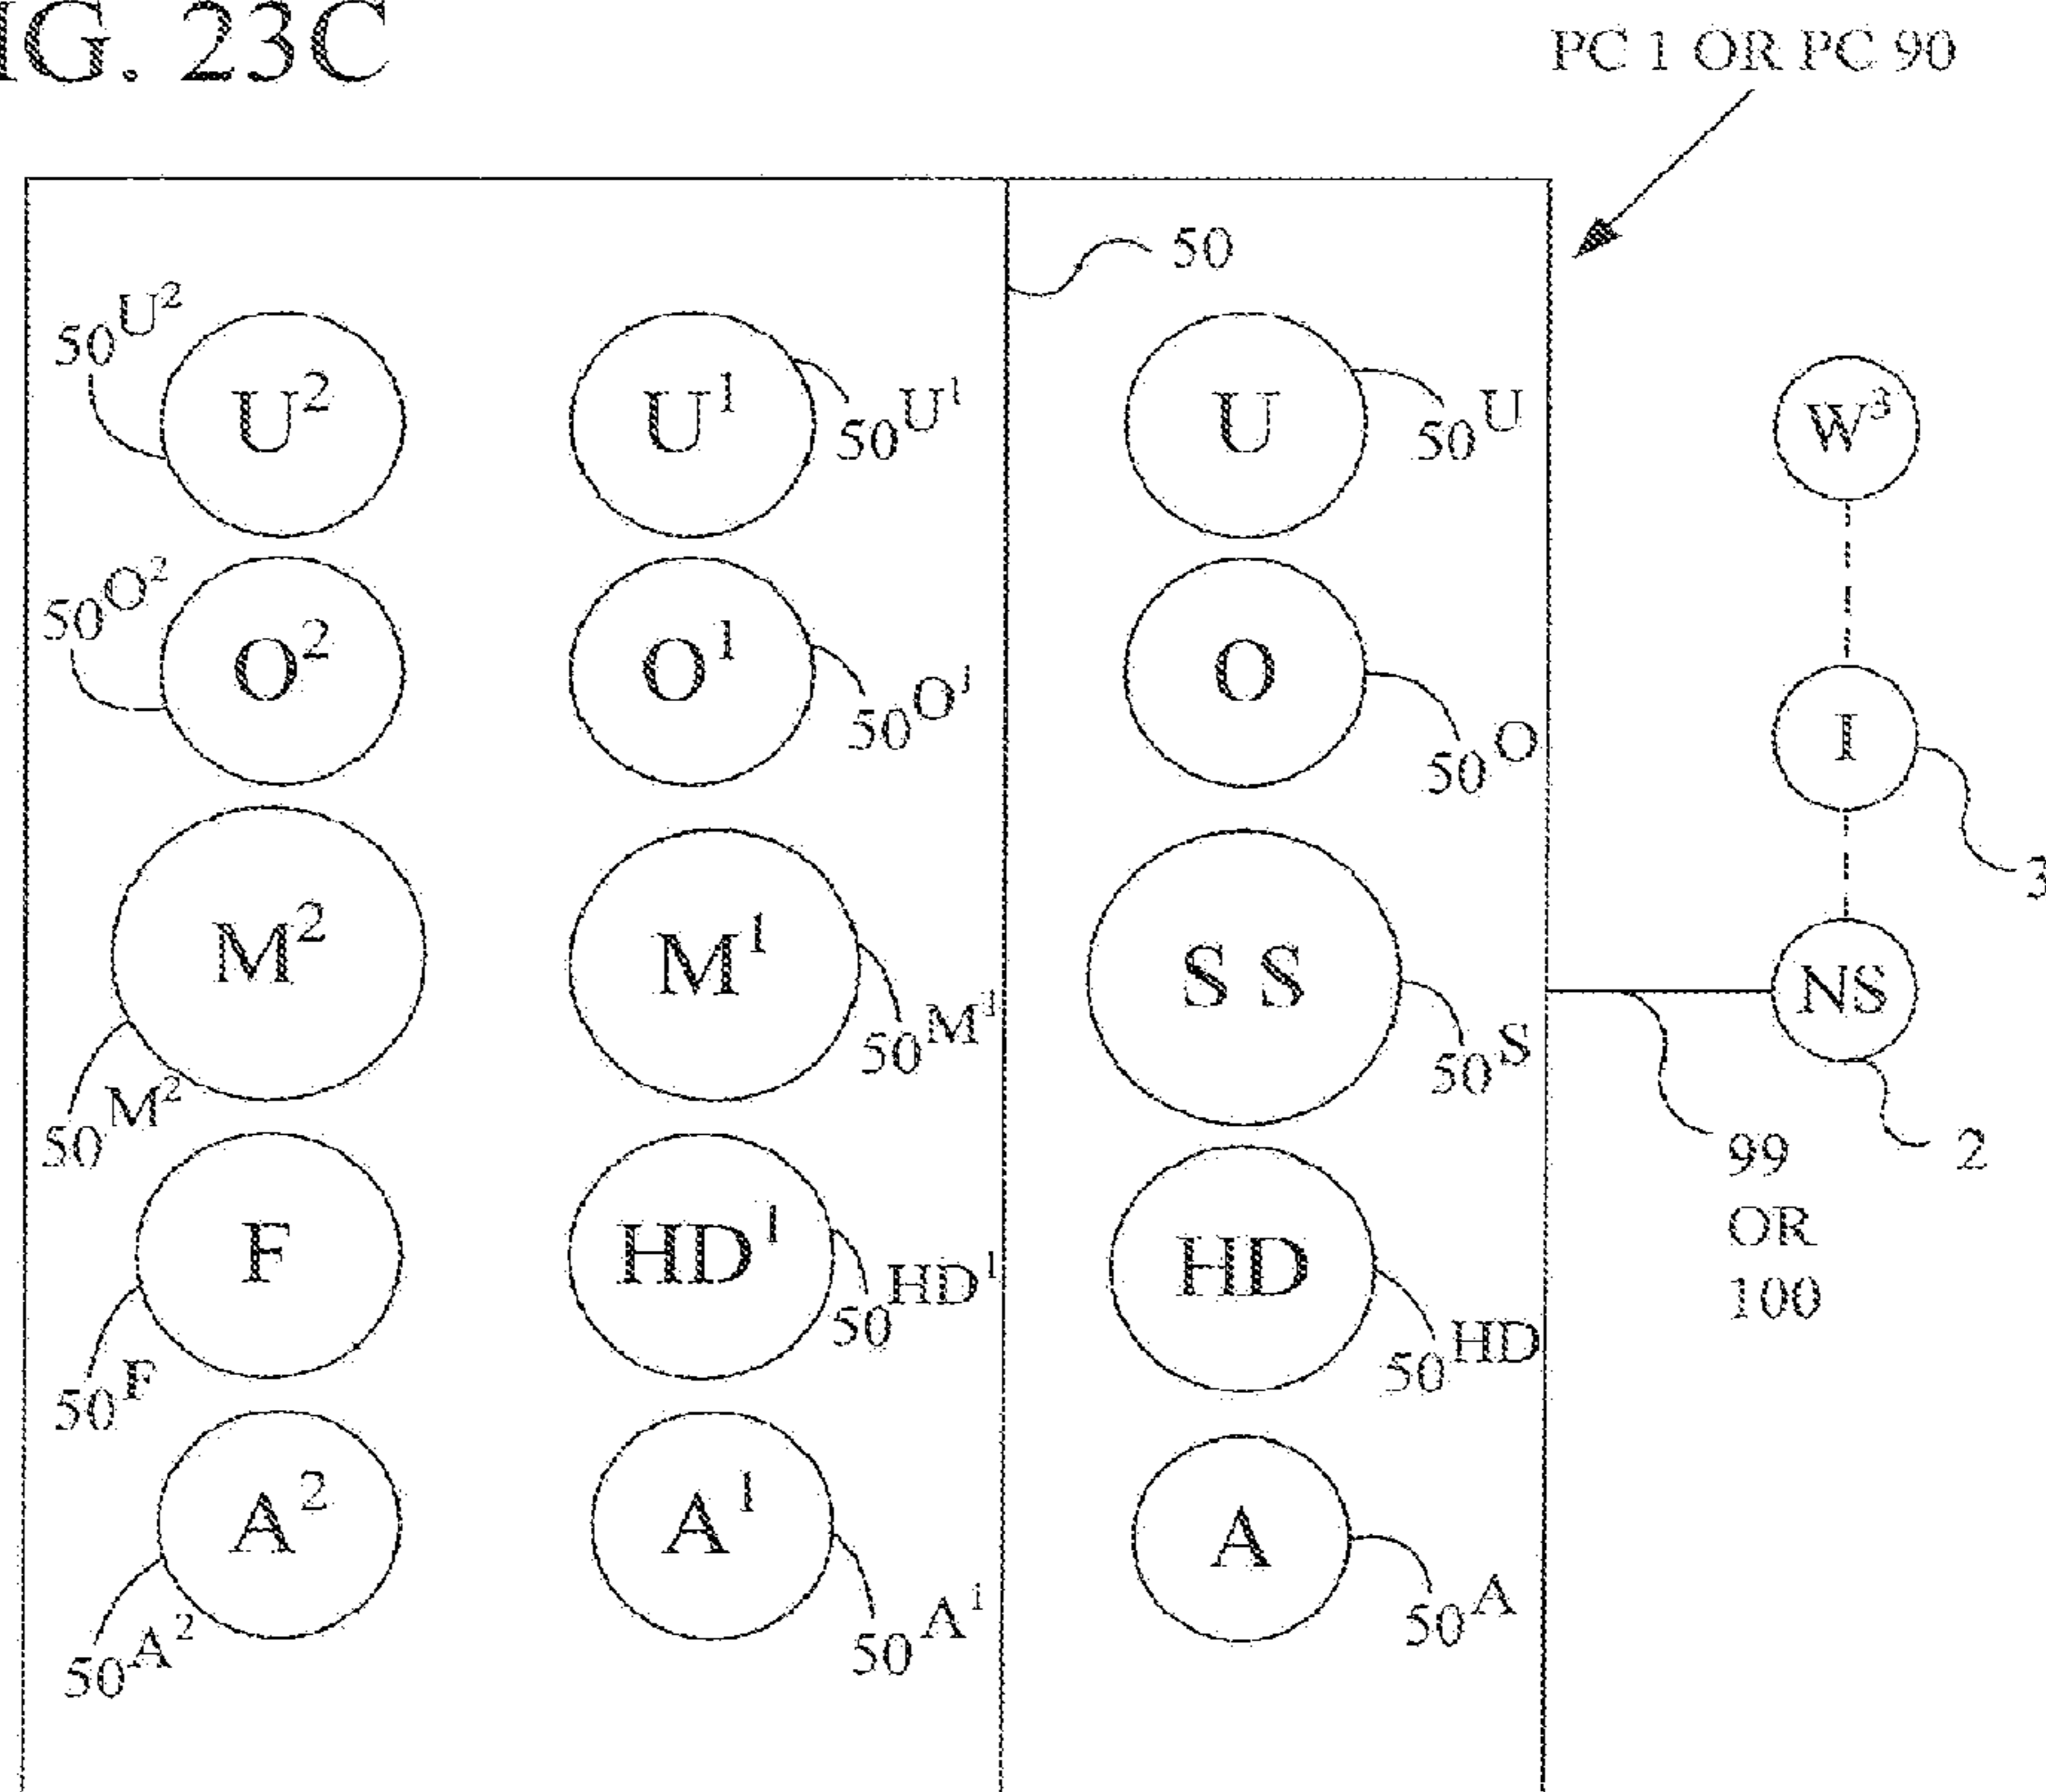 IG. 23C
PC 1 OR PC 90
50
50U²
U²
U¹
50U¹
U
50U
W³
50O²
O²
O¹
50O¹
O
50O
I
3
M²
50M²
M¹
50M¹
S S
50S
NS
2
99
OR
100
F
50F
HD¹
50HD¹
HD
50HD
A²
50A²
A¹
50A¹
A
50A